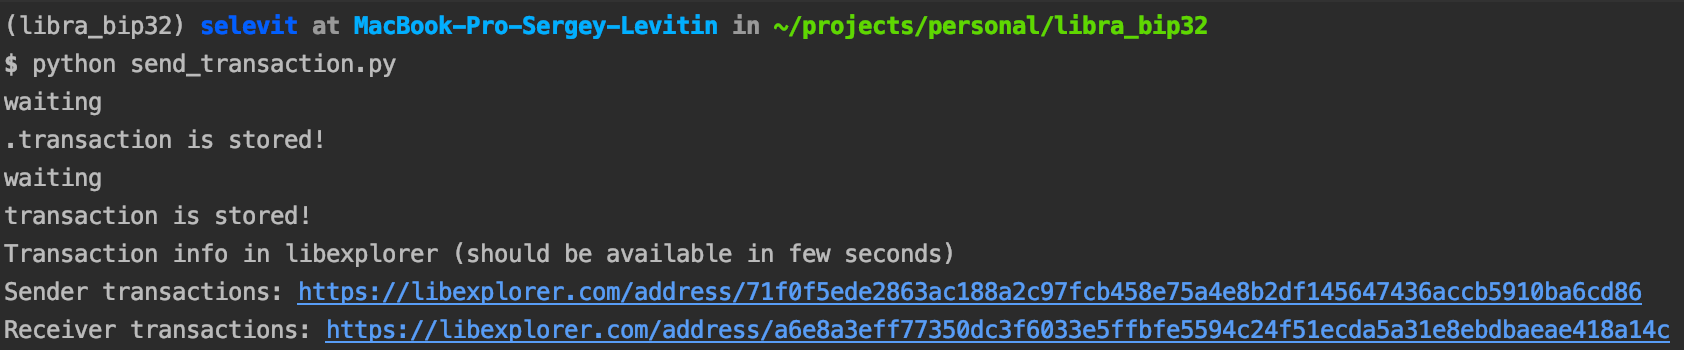 (libra_bip32) selevit at MacBook-Pro-Sergey-Levitin in ~/projects/personal/libra_bip32
$ python send_transaction.py
waiting
.transaction is stored!
waiting
transaction is stored!
Transaction info in libexplorer (should be available in few seconds)
Sender transactions: https://libexplorer.com/address/71f0f5ede2863ac188a2c97fcb458e75a4e8b2df145647436accb5910ba6cd86
Receiver transactions: https://libexplorer.com/address/a6e8a3eff77350dc3f6033e5ffbfe5594c24f51ecda5a31e8ebdbaeae418a14c